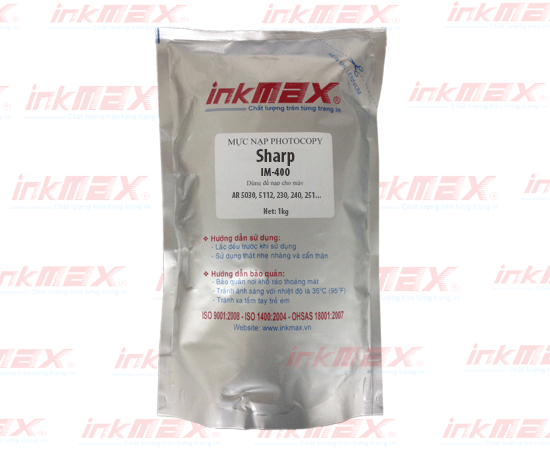 inkMAX®
Chất lượng trên từng trang in
MỰC NẠP PHOTOCOPY
Sharp
IM-400
Dùng để nạp cho máy
AR 5030, 5112, 230, 240, 251...
Net: 1kg
❖ Hướng dẫn sử dụng:
- Lắc đều trước khi sử dụng
- Sử dụng thật nhẹ nhàng và cẩn thận
❖ Hướng dẫn bảo quản:
- Bảo quản nơi khô ráo thoáng mát
- Tránh ánh sáng với nhiệt độ là 35°C (95°F)
- Tránh xa tầm tay trẻ em
ISO 9001:2008 - ISO 1400:2004 - OHSAS 18001:2007
Website: www.inkmax.vn